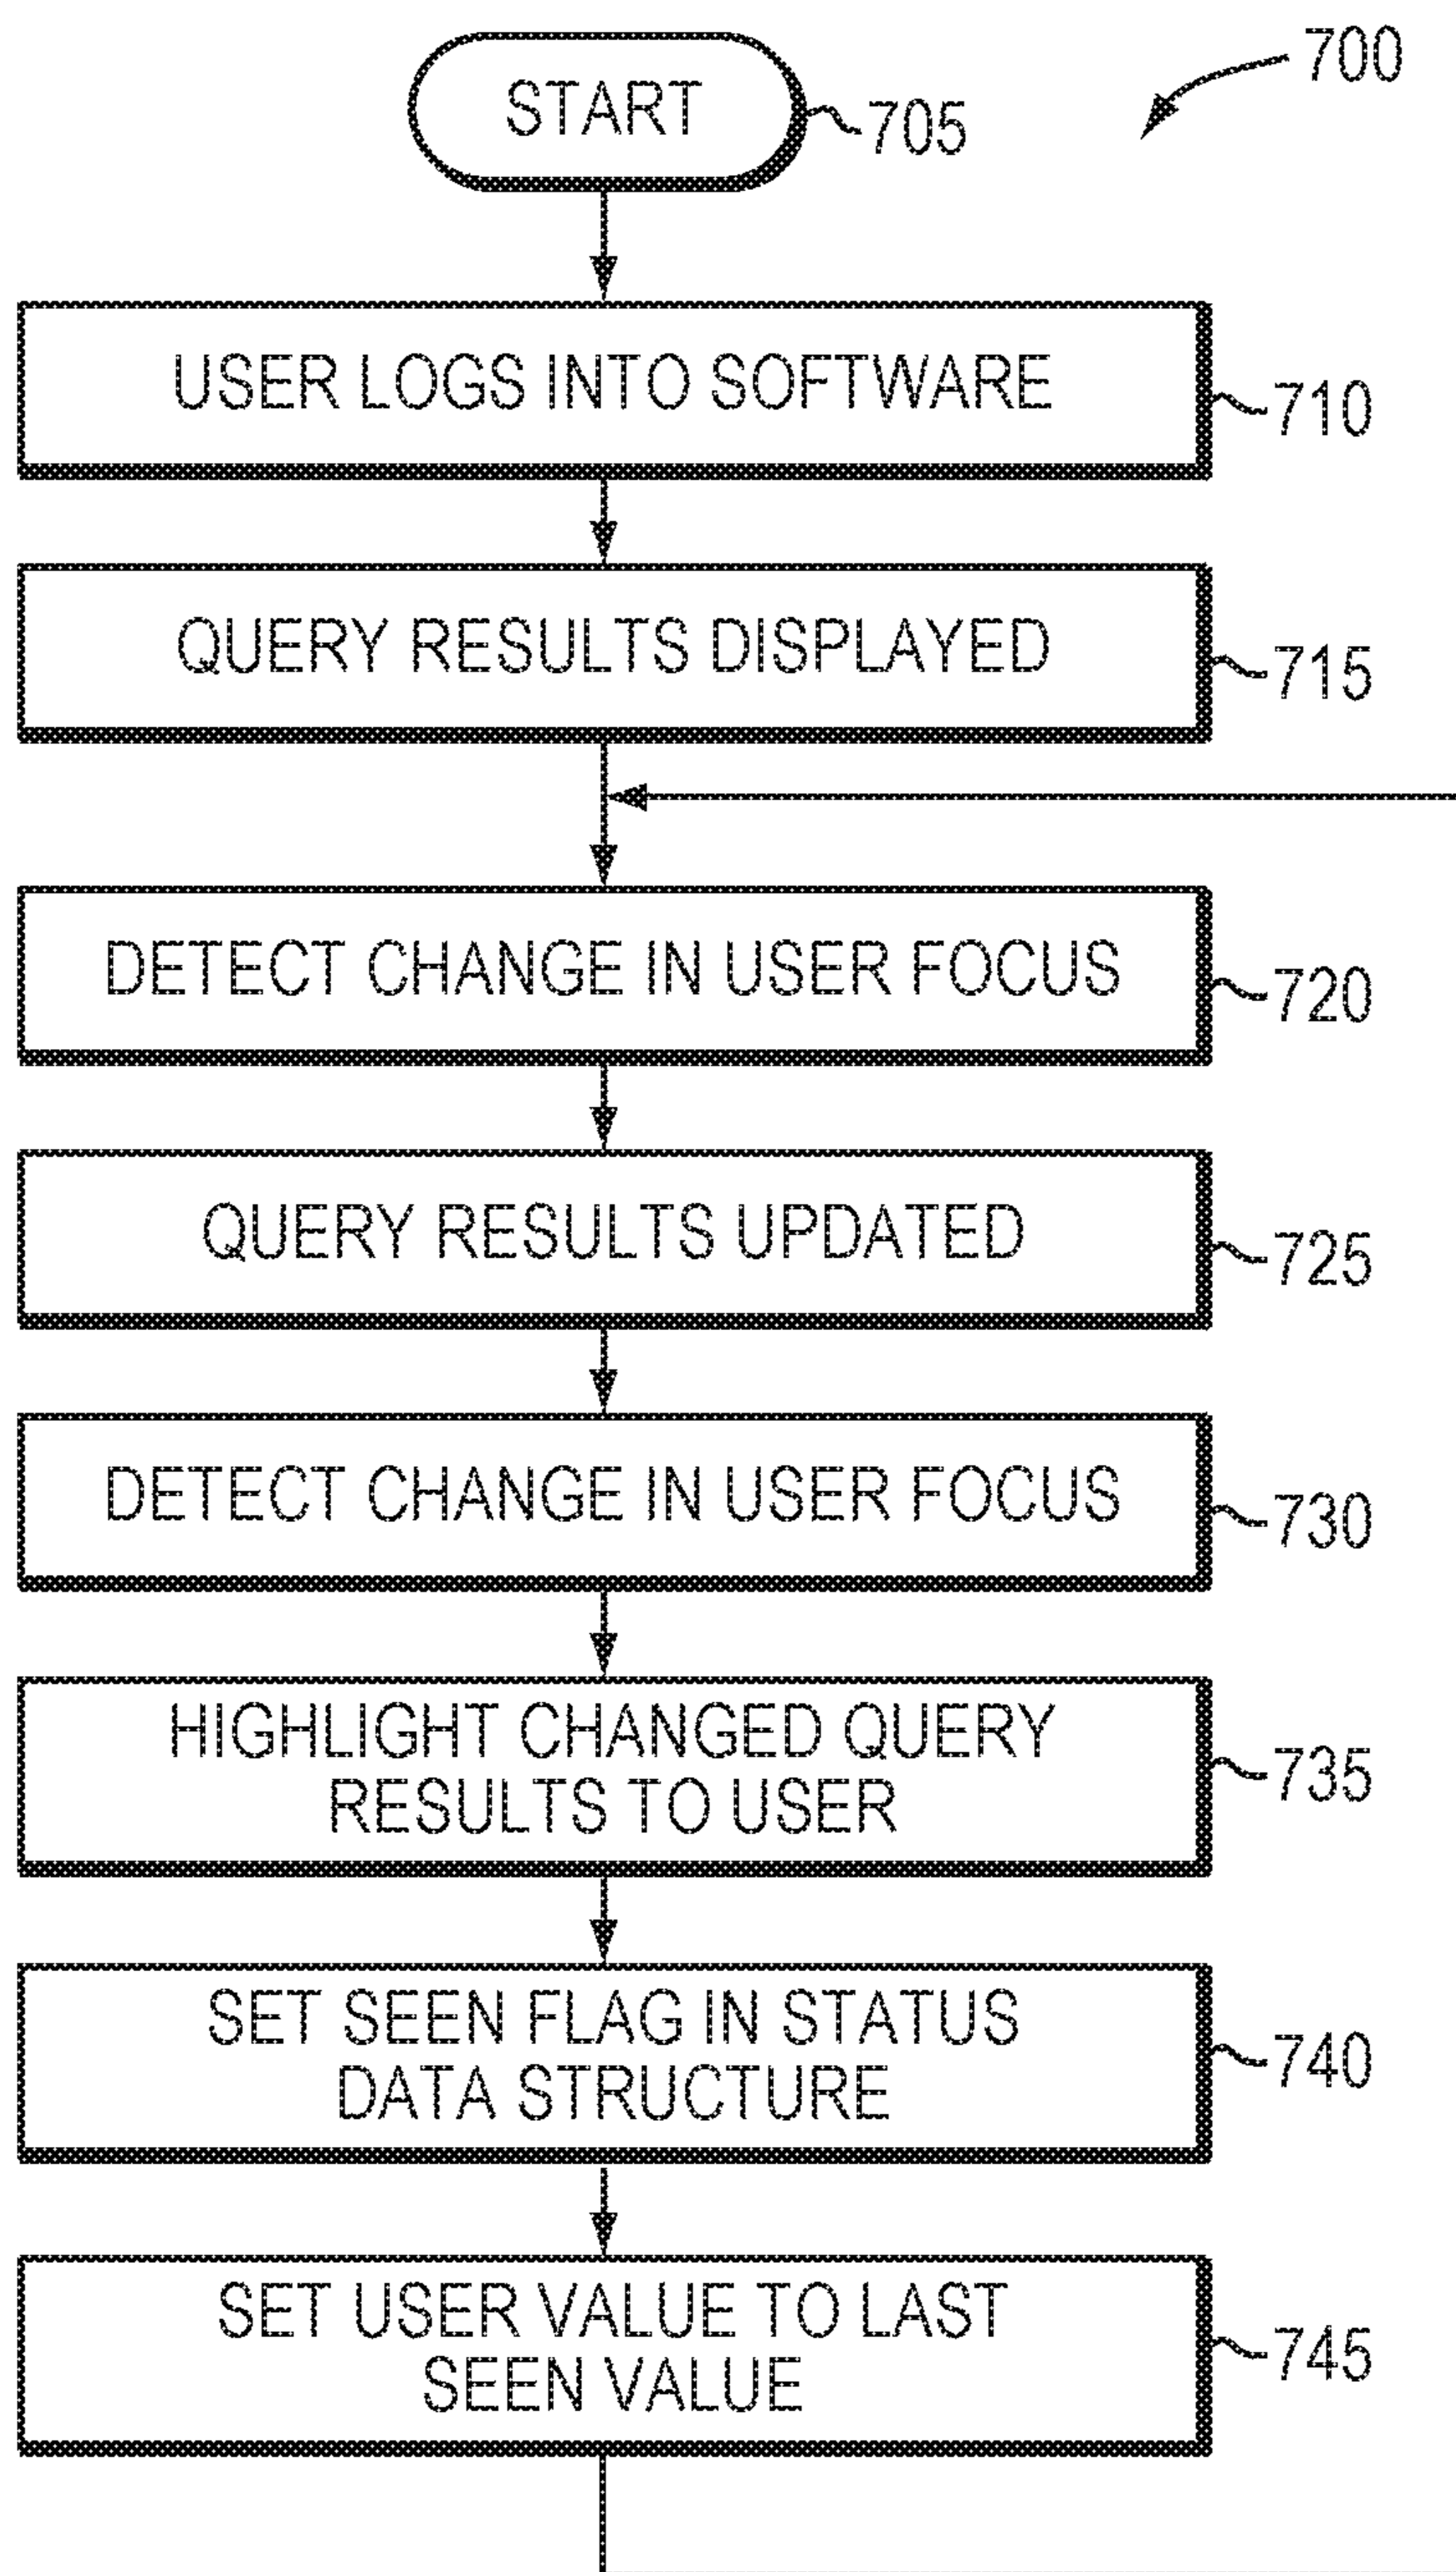 700
START
705
USER LOGS INTO SOFTWARE
710
QUERY RESULTS DISPLAYED
715
DETECT CHANGE IN USER FOCUS
720
QUERY RESULTS UPDATED
725
DETECT CHANGE IN USER FOCUS
730
HIGHLIGHT CHANGED QUERY
RESULTS TO USER
735
SET SEEN FLAG IN STATUS
DATA STRUCTURE
740
SET USER VALUE TO LAST
SEEN VALUE
745